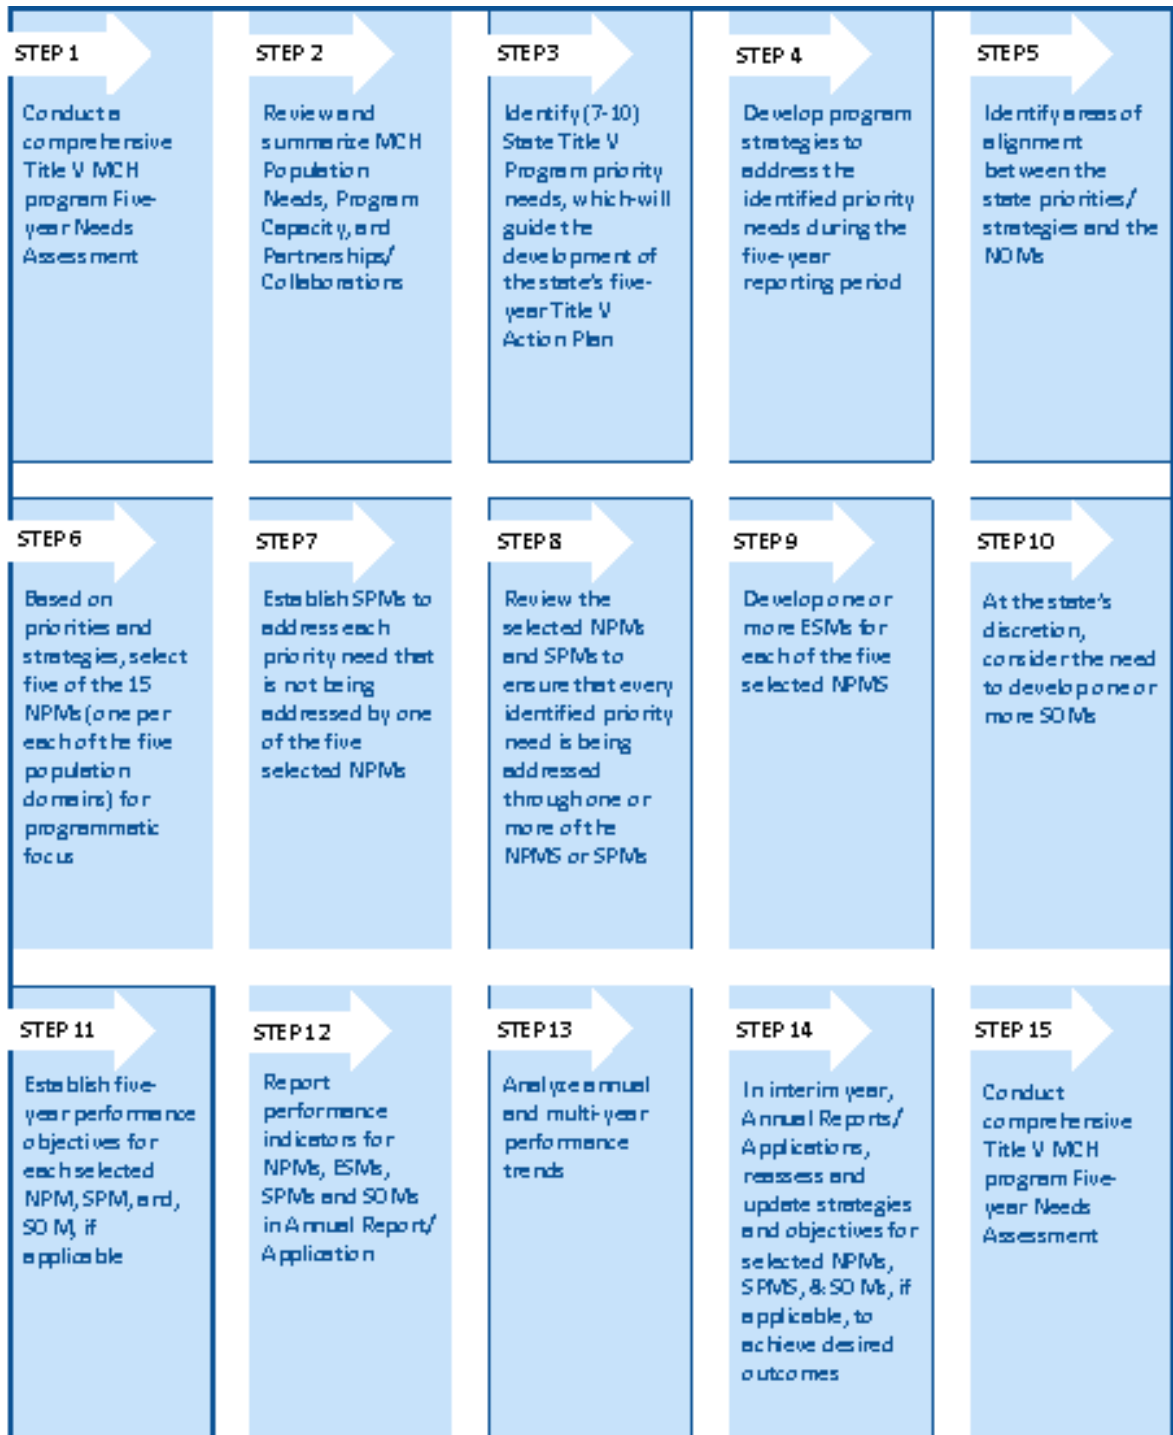 STEP 1
Conduct a
comprehensive
Title V MCH
program Five-
year Needs
Assessment
STEP 2
Review and
summarize MCH
Population
Needs, Program
Capacity, and
Partnerships/
Collaborations
STEP3
Identify (7-10)
State Title V
Program priority
needs, which-will
guide the
development of
the state's five-
year Title V
Action Plan
STEP 4
Develop program
strategies to
address the
identified priority
needs during the
five-year
reporting period
STEP5
Identify areas of
alignment
between the
state priorities/
strategies and the
NOMs
STEP 6
Based on
priorities and
strategies, select
five of the 15
NPMs (one per
each of the five
population
domains) for
programmatic
focus
STEP7
Establish SPMs to
address each
priority need that
is not being
addressed by one
of the five
selected NPMs
STEP 8
Review the
selected NPMs
and SPMs to
ensure that every
identified priority
need is being
addressed
through one or
more of the
NPMS or SPMs
STEP 9
Develop one or
more ESMs for
each of the five
selected NPMS
STEP10
At the state's
discretion,
consider the need
to develop one or
more SOMs
STEP 11
Establish five-
year performance
objectives for
each selected
NPM, SPM, and,
SOM, if
applicable
STEP12
Report
performance
indicators for
NPMs, ESMs,
SPMs and SOMs
in Annual Report/
Application
STEP13
Analyze annual
and multi-year
performance
trends
STEP 14
In interim year,
Annual Reports/
Applications,
reassess and
update strategies
and objectives for
selected NPMs,
SPMS, & SOMs, if
applicable, to
achieve desired
outcomes
STEP 15
Conduct
comprehensive
Title V MCH
program Five-
year Needs
Assessment